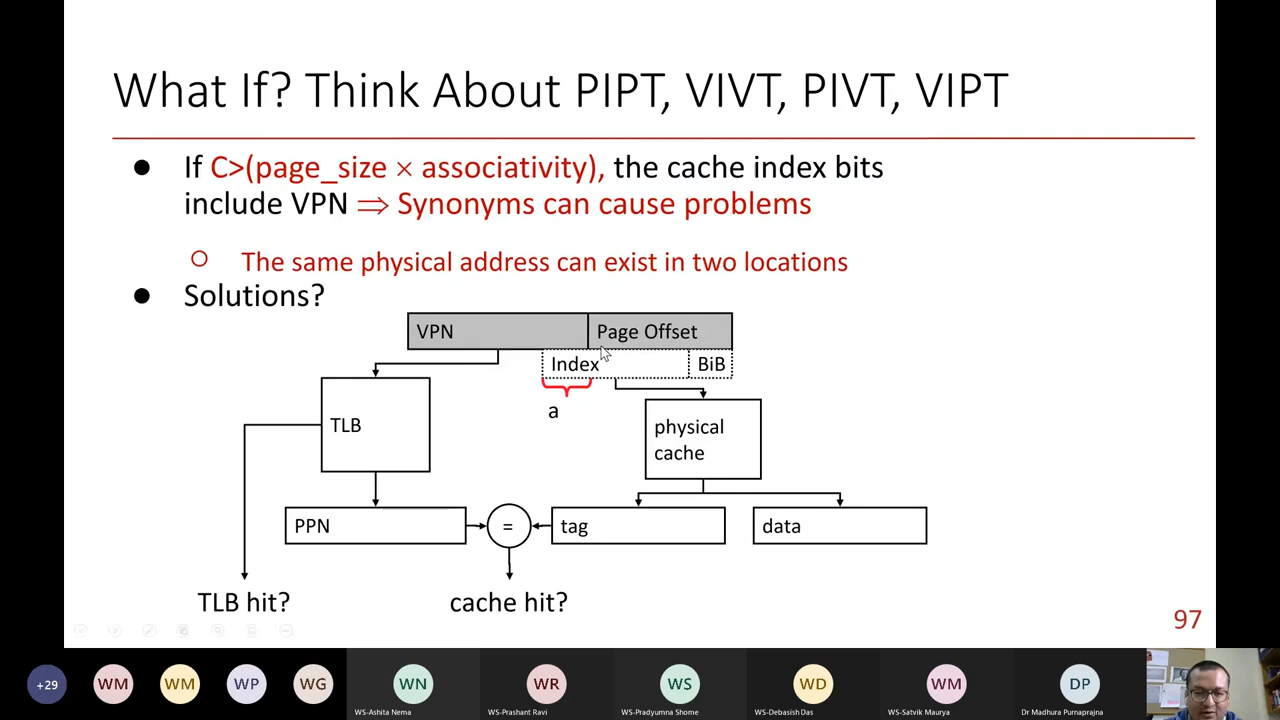 What If? Think About PIPT, VIVT, PIVT, VIPT
● If C>(page_size × associativity), the cache index bits
include VPN ⟹ Synonyms can cause problems
○ The same physical address can exist in two locations
● Solutions?
VPN
Page Offset
Index
BiB
a
TLB
physical
cache
PPN
=
tag
data
TLB hit?
cache hit?
97
+29
WM
WM
WP
WG
WN
WR
WS
WD
WM
DP
WS-Ashita Nema
WS-Prashant Ravi
WS-Pradyumna Shome
WS-Debasish Das
WS-Satvik Maurya
Dr Madhura Purnaprajna